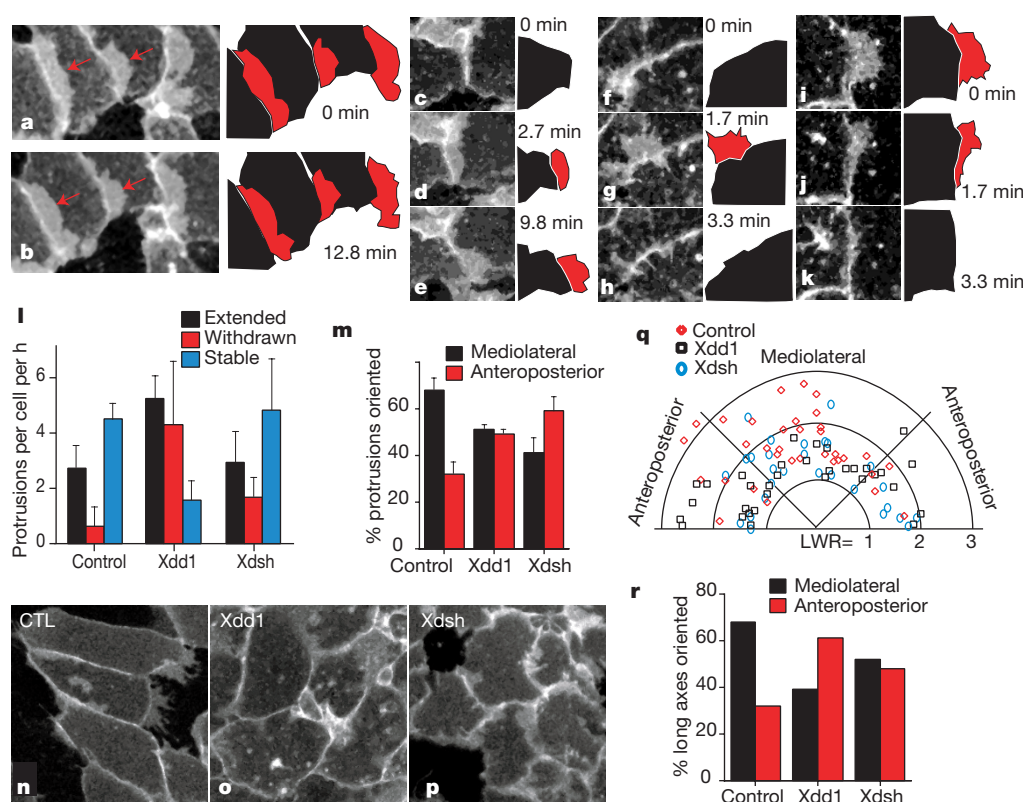 a
0 min
b
12.8 min
0 min
c
2.7 min
d
9.8 min
e
0 min
f
1.7 min
g
3.3 min
h
i
0 min
j
1.7 min
k
3.3 min
l
Extended
Withdrawn
Stable
Protrusions per cell per h
6
4
2
0
Control Xdd1 Xdsh
m
Mediolateral
Anteroposterior
% protrusions oriented
60
40
20
0
Control Xdd1 Xdsh
q
Control
Xdd1
Xdsh
Mediolateral
Anteroposterior
Anteroposterior
LWR= 1 2 3
CTL
n
Xdd1
o
Xdsh
p
r
Mediolateral
Anteroposterior
% long axes oriented
80
60
40
20
0
Control Xdd1 Xdsh